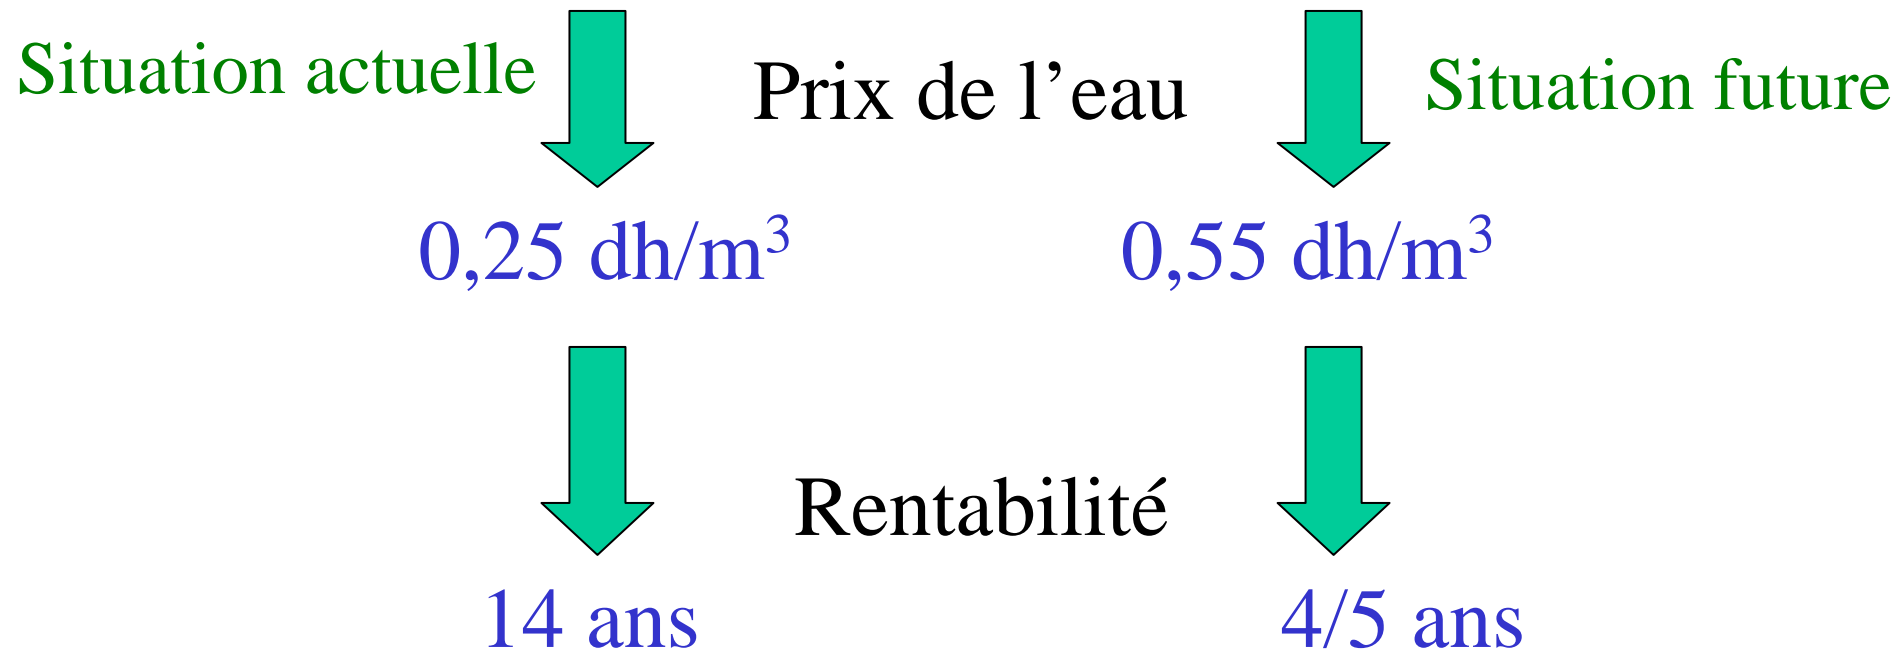 Situation actuelle
Prix de l’eau
Situation future
0,25 dh/m³
0,55 dh/m³
Rentabilité
14 ans
4/5 ans